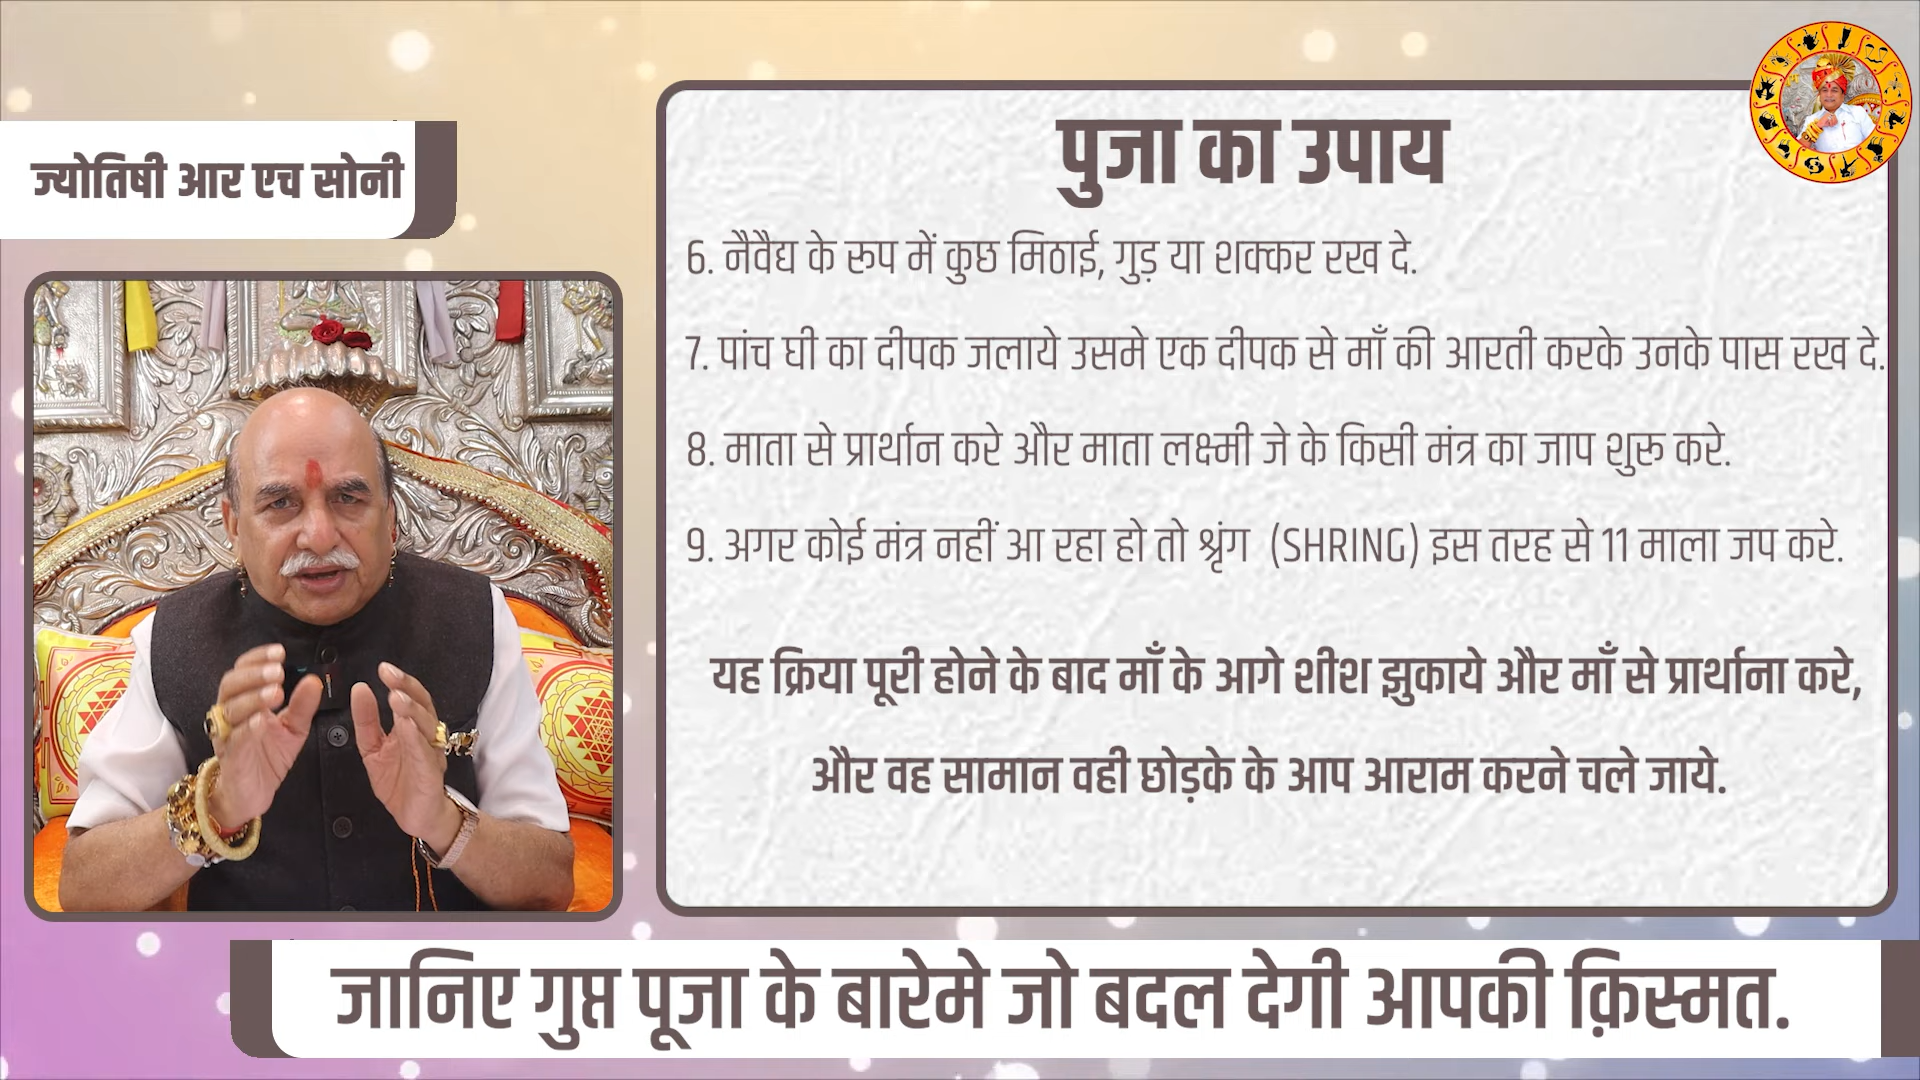 ज्योतिषी आर एच सोनी
पुजा का उपाय
6. नैवैद्य के रूप में कुछ मिठाई, गुड़ या शक्कर रख दे.
7. पांच घी का दीपक जलाये उसमे एक दीपक से माँ की आरती करके उनके पास रख दे.
8. माता से प्रार्थान करे और माता लक्ष्मी जे के किसी मंत्र का जाप शुरू करे.
9. अगर कोई मंत्र नहीं आ रहा हो तो श्रृंग (SHRING) इस तरह से 11 माला जप करे.
यह क्रिया पूरी होने के बाद माँ के आगे शीश झुकाये और माँ से प्रार्थाना करे,
और वह सामान वही छोड़के के आप आराम करने चले जाये.
जानिए गुप्त पूजा के बारेमे जो बदल देगी आपकी क़िस्मत.